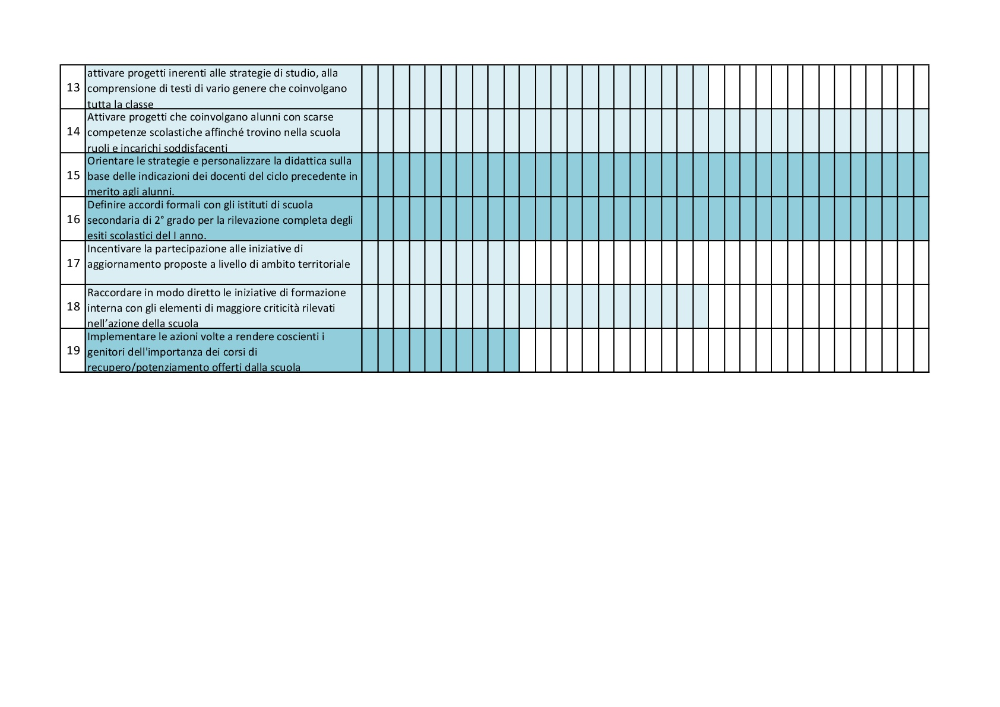 attivare progetti inerenti alle strategie di studio, alla
13
comprensione di testi di vario genere che coinvolgano
tutta la classe
Attivare progetti che coinvolgano alunni con scarse
14
competenze scolastiche affinché trovino nella scuola
ruoli e incarichi soddisfacenti
Orientare le strategie e personalizzare la didattica sulla
15
base delle indicazioni dei docenti del ciclo precedente in
merito agli alunni.
Definire accordi formali con gli istituti di scuola
16
secondaria di 2° grado per la rilevazione completa degli
esiti scolastici del I anno.
Incentivare la partecipazione alle iniziative di
17
aggiornamento proposte a livello di ambito territoriale
Raccordare in modo diretto le iniziative di formazione
18
interna con gli elementi di maggiore criticità rilevati
nell’azione della scuola
Implementare le azioni volte a rendere coscienti i
19
genitori dell'importanza dei corsi di
recupero/potenziamento offerti dalla scuola